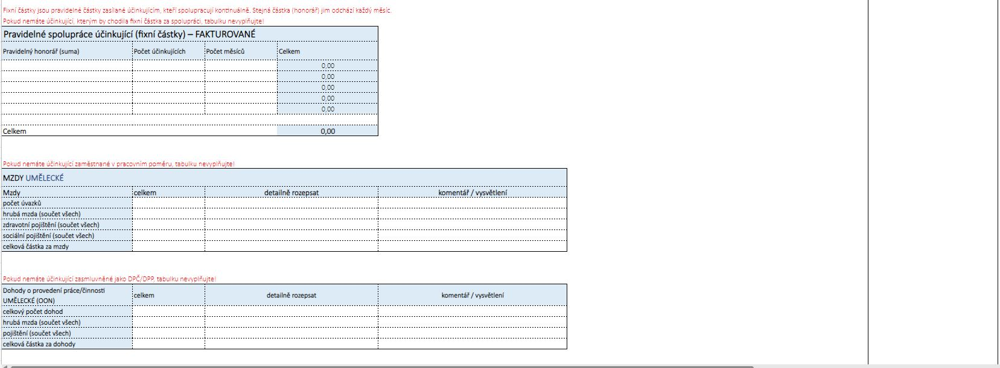 Fixní částky jsou pravidelné částky zasílané účinkujícím, kteří spolupracují kontinuálně. Stejná částka (honorář) jim odchází každý měsíc.
Pokud nemáte účinkující, kterým by chodila fixní částka za spolupráci, tabulku nevyplňujte!
Pravidelné spolupráce účinkující (fixní částky) – FAKTUROVANÉ
Pravidelný honorář (suma) Počet účinkujících Počet měsíců Celkem
0,00
0,00
0,00
0,00
0,00
Celkem 0,00
Pokud nemáte účinkující zaměstnané v pracovním poměru, tabulku nevyplňujte!
MZDY UMĚLECKÉ
Mzdy celkem detailně rozepsat komentář / vysvětlení
počet úvazků
hrubá mzda (součet všech)
zdravotní pojištění (součet všech)
sociální pojištění (součet všech)
celková částka za mzdy
Pokud nemáte účinkující zasmluvněné jako DPČ/DPP, tabulku nevyplňujte!
Dohody o provedení práce/činnosti
UMĚLECKÉ (OON) celkem detailně rozepsat komentář / vysvětlení
celkový počet dohod
hrubá mzda (součet všech)
pojištění (součet všech)
celková částka za dohody